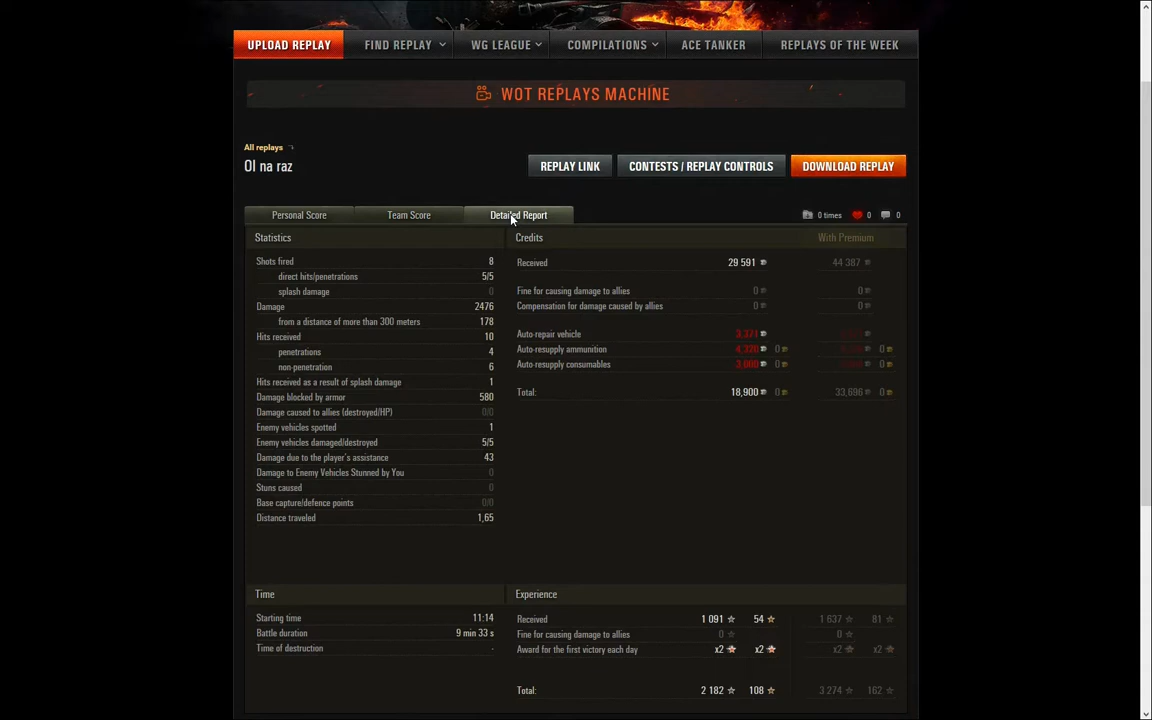 UPLOAD REPLAY FIND REPLAY WG LEAGUE COMPILATIONS ACE TANKER REPLAYS OF THE WEEK
WOT REPLAYS MACHINE
All replays
Ol na raz
REPLAY LINK CONTESTS / REPLAY CONTROLS DOWNLOAD REPLAY
Personal Score Team Score Detailed Report 0 times 0 0
Statistics
Shots fired 8
direct hits/penetrations 5/5
splash damage 0
Damage 2476
from a distance of more than 300 meters 178
Hits received 10
penetrations 4
non-penetration 6
Hits received as a result of splash damage 1
Damage blocked by armor 580
Damage caused to allies (destroyed/HP) 0/0
Enemy vehicles spotted 1
Enemy vehicles damaged/destroyed 5/5
Damage due to the player's assistance 43
Damage to Enemy Vehicles Stunned by You 0
Stuns caused 0
Base capture/defence points 0/0
Distance traveled 1,65
Credits With Premium
Received 29 591 44 387
Fine for causing damage to allies 0 0
Compensation for damage caused by allies 0 0
Auto-repair vehicle
Auto-resupply ammunition 0 0
Auto-resupply consumables 0 0
Total: 18,900 0 33,696 0
Time
Starting time 11:14
Battle duration 9 min 33 s
Time of destruction -
Experience
Received 1 091 54 1 637 81
Fine for causing damage to allies 0 0
Award for the first victory each day x2 x2 x2 x2
Total: 2 182 108 3 274 162